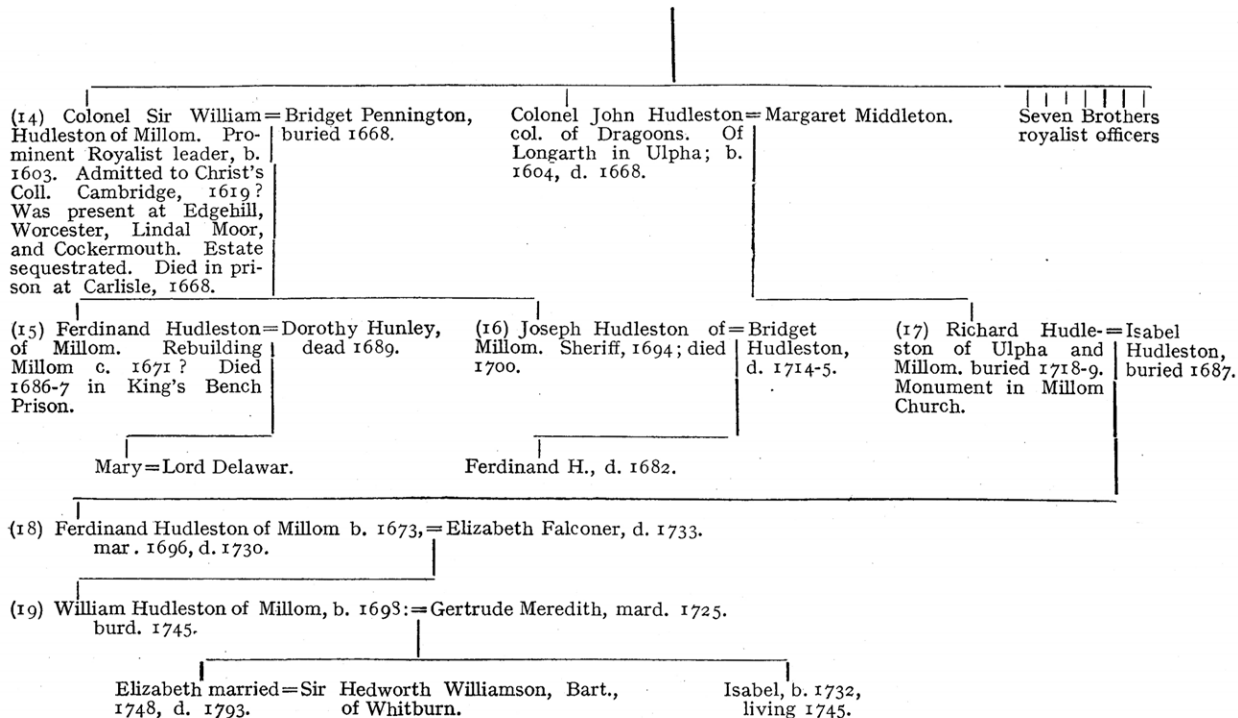 (14) Colonel Sir William = Bridget Pennington,
Hudleston of Millom. Pro- buried 1668.
minent Royalist leader, b.
1603. Admitted to Christ's
Coll. Cambridge, 1619?
Was present at Edgehill,
Worcester, Lindal Moor,
and Cockermouth. Estate
sequestrated. Died in pri-
son at Carlisle, 1668.
Colonel John Hudleston = Margaret Middleton.
col. of Dragoons. Of
Longarth in Ulpha; b.
1604, d. 1668.
Seven Brothers
royalist officers
(15) Ferdinand Hudleston = Dorothy Hunley,
of Millom. Rebuilding dead 1689.
Millom c. 1671? Died
1686-7 in King's Bench
Prison.
(16) Joseph Hudleston of = Bridget
Millom. Sheriff, 1694; died Hudleston,
1700. d. 1714-5.
(17) Richard Hudle- = Isabel
ston of Ulpha and Hudleston,
Millom. buried 1718-9. buried 1687.
Monument in Millom
Church.
Mary = Lord Delawar.
Ferdinand H., d. 1682.
(18) Ferdinand Hudleston of Millom b. 1673, = Elizabeth Falconer, d. 1733.
mar. 1696, d. 1730.
(19) William Hudleston of Millom, b. 1698: = Gertrude Meredith, mard. 1725.
burd. 1745.
Elizabeth married = Sir Hedworth Williamson, Bart.,
1748, d. 1793. of Whitburn.
Isabel, b. 1732,
living 1745.